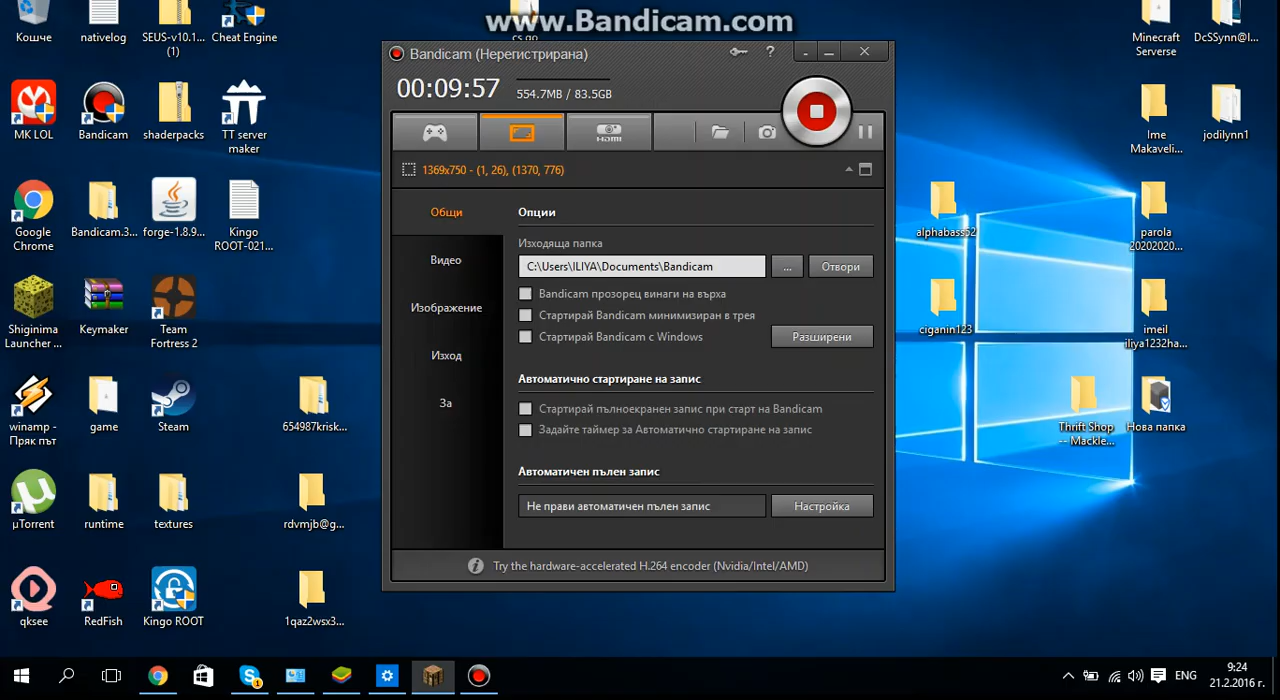 www.Bandicam.com
Кошче
nativelog
SEUS-v10.1...
(1)
Cheat Engine
cs go
Minecraft
Serverse
DcSSynn@l...
MK LOL
Bandicam
shaderpacks
TT server
maker
Ime
Makaveli...
jodilynn1
Google
Chrome
Bandicam.3...
forge-1.8.9...
Kingo
ROOT-021...
alphabass52
parola
20202020...
Shiginima
Launcher ...
Keymaker
Team
Fortress 2
ciganin123
imeil
iliya1232ha...
winamp -
Пряк път
game
Steam
654987krisk...
Thrift Shop
-- Mackle...
Нова папка
µTorrent
runtime
textures
rdvmjb@g...
qksee
RedFish
Kingo ROOT
1qaz2wsx3...
Bandicam (Нерегистрирана)
?
00:09:57
554.7MB / 83.5GB
HDMI
1369x750 - (1, 26), (1370, 776)
Общи
Видео
Изображение
Изход
За
Опции
Изходяща папка
C:\Users\ILIYA\Documents\Bandicam
...
Отвори
Bandicam прозорец винаги на върха
Стартирай Bandicam минимизиран в трея
Стартирай Bandicam с Windows
Разширени
Автоматично стартиране на запис
Стартирай пълноекранен запис при старт на Bandicam
Задайте таймер за Автоматично стартиране на запис
Автоматичен пълен запис
Не прави автоматичен пълен запис
Настройка
Try the hardware-accelerated H.264 encoder (Nvidia/Intel/AMD)
ENG
9:24
21.2.2016 г.